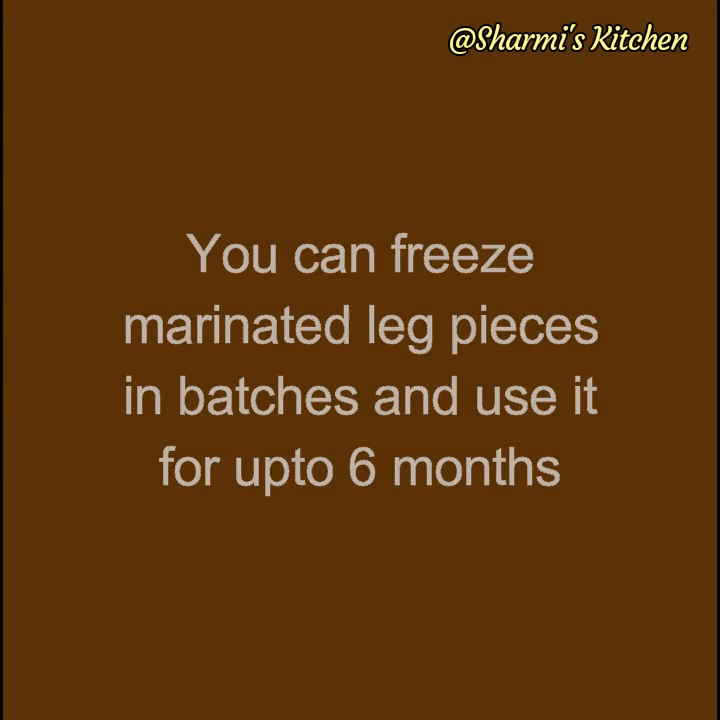 @Sharmi's Kitchen
You can freeze
marinated leg pieces
in batches and use it
for upto 6 months